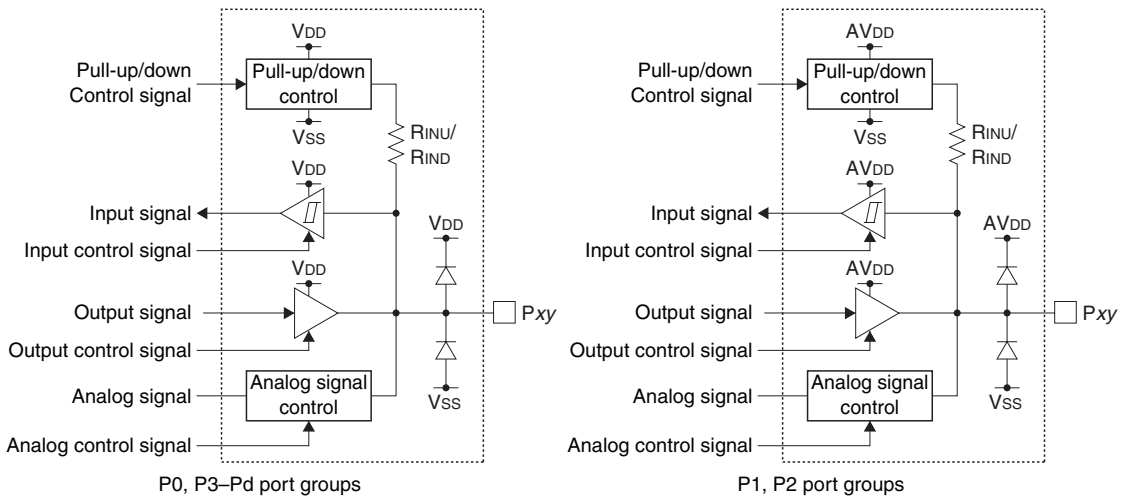 VDD
Pull-up/down
Control signal
Pull-up/down
control
VSS
RINU/
RIND
VDD
Input signal
Input control signal
VDD
VDD
Output signal
Pxy
Output control signal
Analog signal
Analog signal
control
VSS
Analog control signal
P0, P3–Pd port groups
AVDD
Pull-up/down
Control signal
Pull-up/down
control
VSS
RINU/
RIND
AVDD
Input signal
Input control signal
AVDD
AVDD
Output signal
Pxy
Output control signal
Analog signal
Analog signal
control
VSS
Analog control signal
P1, P2 port groups